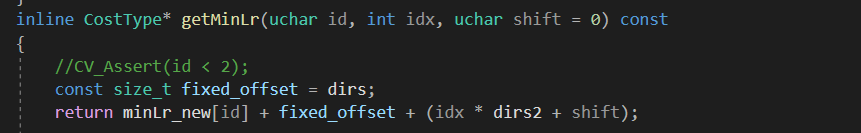 inline CostType* getMinLr(uchar id, int idx, uchar shift = 0) const
{
    //CV_Assert(id < 2);
    const size_t fixed_offset = dirs;
    return minLr_new[id] + fixed_offset + (idx * dirs2 + shift);